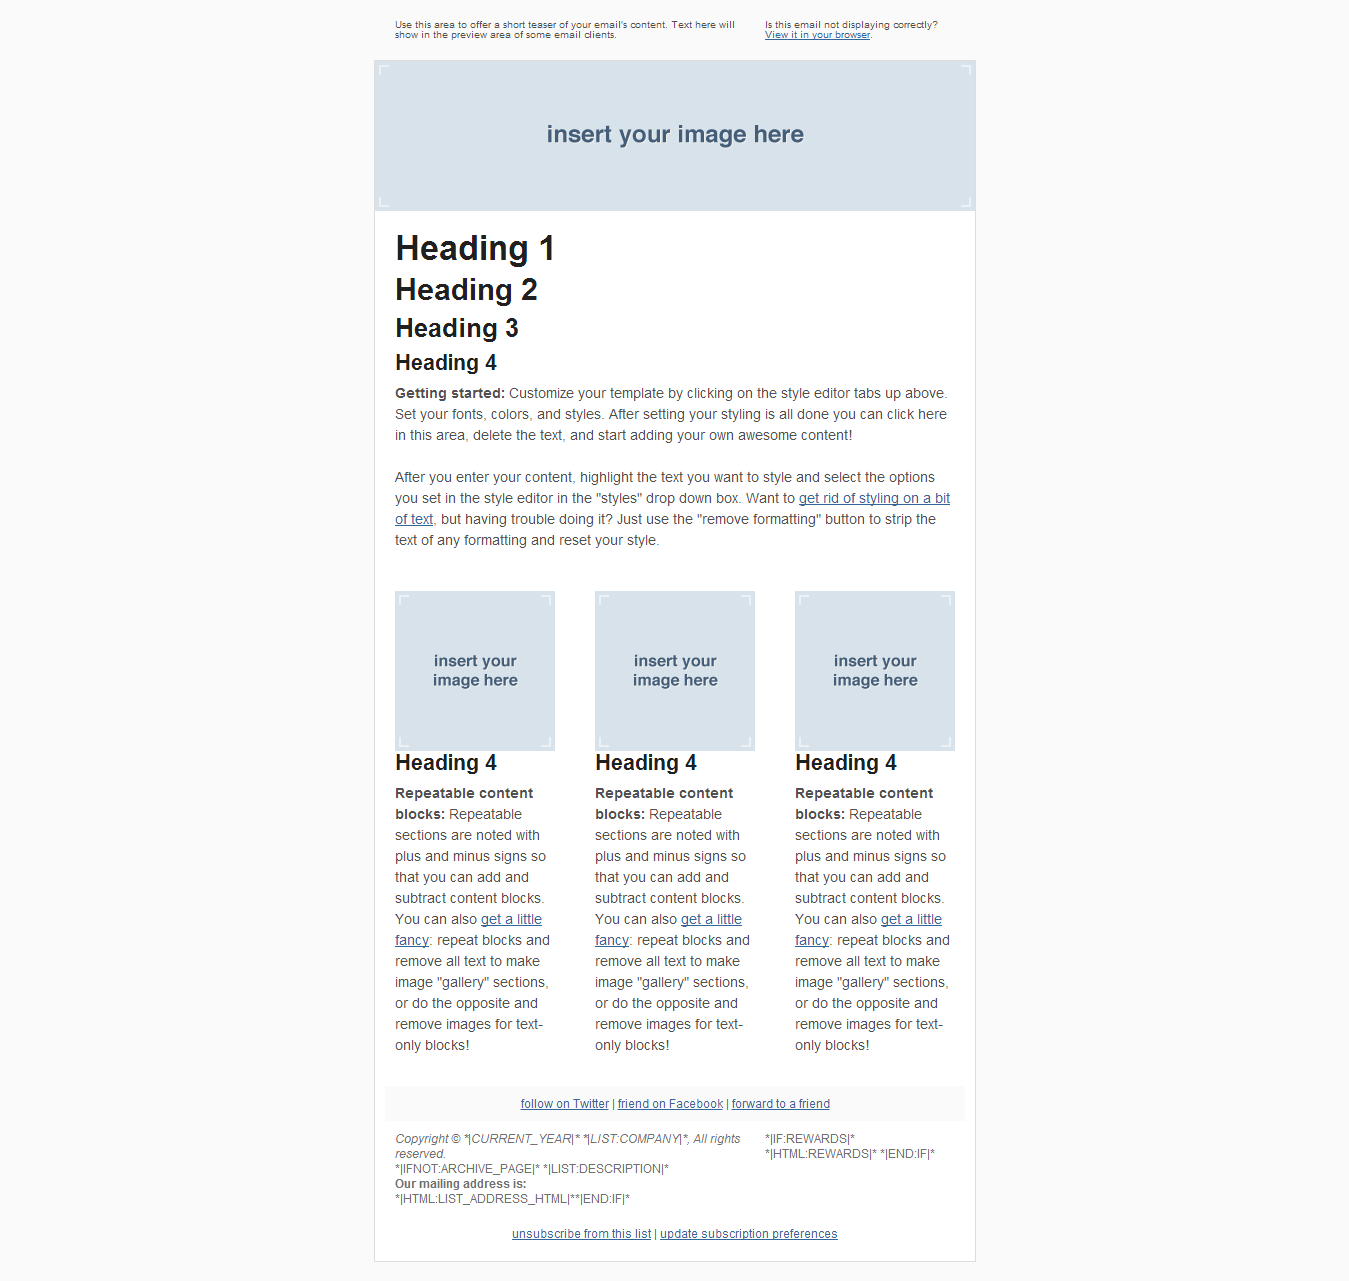 Use this area to offer a short teaser of your email's content. Text here will
show in the preview area of some email clients.
Is this email not displaying correctly?
View it in your browser.
insert your image here
Heading 1
Heading 2
Heading 3
Heading 4
Getting started: Customize your template by clicking on the style editor tabs up above.
Set your fonts, colors, and styles. After setting your styling is all done you can click here
in this area, delete the text, and start adding your own awesome content!
After you enter your content, highlight the text you want to style and select the options
you set in the style editor in the "styles" drop down box. Want to get rid of styling on a bit
of text, but having trouble doing it? Just use the "remove formatting" button to strip the
text of any formatting and reset your style.
insert your
image here
Heading 4
Repeatable content
blocks: Repeatable
sections are noted with
plus and minus signs so
that you can add and
subtract content blocks.
You can also get a little
fancy: repeat blocks and
remove all text to make
image "gallery" sections,
or do the opposite and
remove images for text-
only blocks!
insert your
image here
Heading 4
Repeatable content
blocks: Repeatable
sections are noted with
plus and minus signs so
that you can add and
subtract content blocks.
You can also get a little
fancy: repeat blocks and
remove all text to make
image "gallery" sections,
or do the opposite and
remove images for text-
only blocks!
insert your
image here
Heading 4
Repeatable content
blocks: Repeatable
sections are noted with
plus and minus signs so
that you can add and
subtract content blocks.
You can also get a little
fancy: repeat blocks and
remove all text to make
image "gallery" sections,
or do the opposite and
remove images for text-
only blocks!
follow on Twitter | friend on Facebook | forward to a friend
Copyright © *|CURRENT_YEAR|* *|LIST:COMPANY|*, All rights
reserved.
*|IFNOT:ARCHIVE_PAGE|* *|LIST:DESCRIPTION|*
Our mailing address is:
*|HTML:LIST_ADDRESS_HTML|**|END:IF|*
*|IF:REWARDS|*
*|HTML:REWARDS|* *|END:IF|*
unsubscribe from this list | update subscription preferences